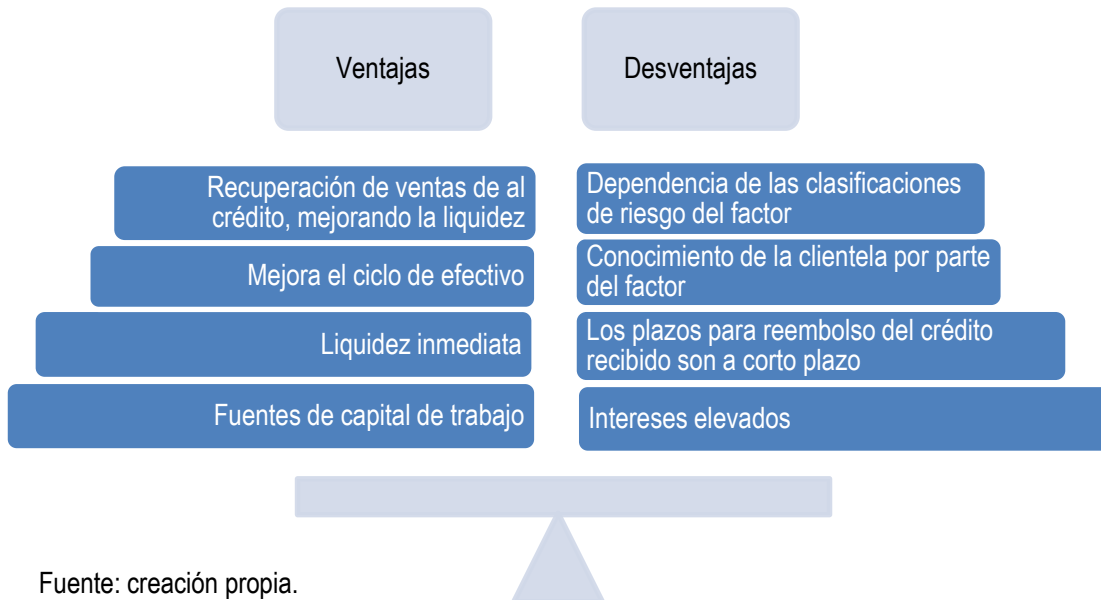 Ventajas
Desventajas
Recuperación de ventas de al
crédito, mejorando la liquidez
Mejora el ciclo de efectivo
Liquidez inmediata
Fuentes de capital de trabajo
Dependencia de las clasificaciones
de riesgo del factor
Conocimiento de la clientela por parte
del factor
Los plazos para reembolso del crédito
recibido son a corto plazo
Intereses elevados
Fuente: creación propia.